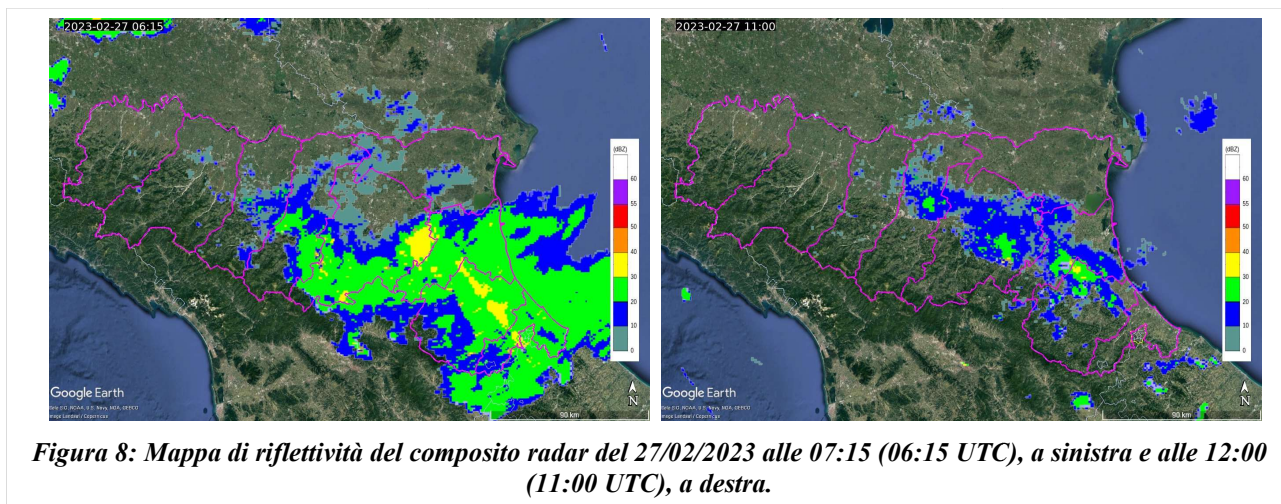 2023-02-27 06:15
(dBZ)
60
55
50
40
30
20
10
0
Google Earth
N
90 km
2023-02-27 11:00
(dBZ)
60
55
50
40
30
20
10
0
Google Earth
N
90 km
Figura 8: Mappa di riflettività del composito radar del 27/02/2023 alle 07:15 (06:15 UTC), a sinistra e alle 12:00
(11:00 UTC), a destra.